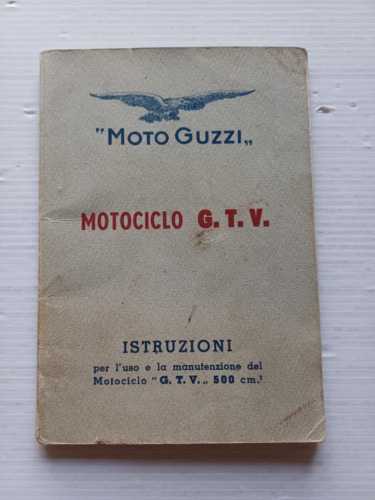 "MOTO GUZZI„
MOTOCICLO G. T. V.
ISTRUZIONI
per l'uso e la manutenzione del
Motociclo "G. T. V.„ 500 cm.³